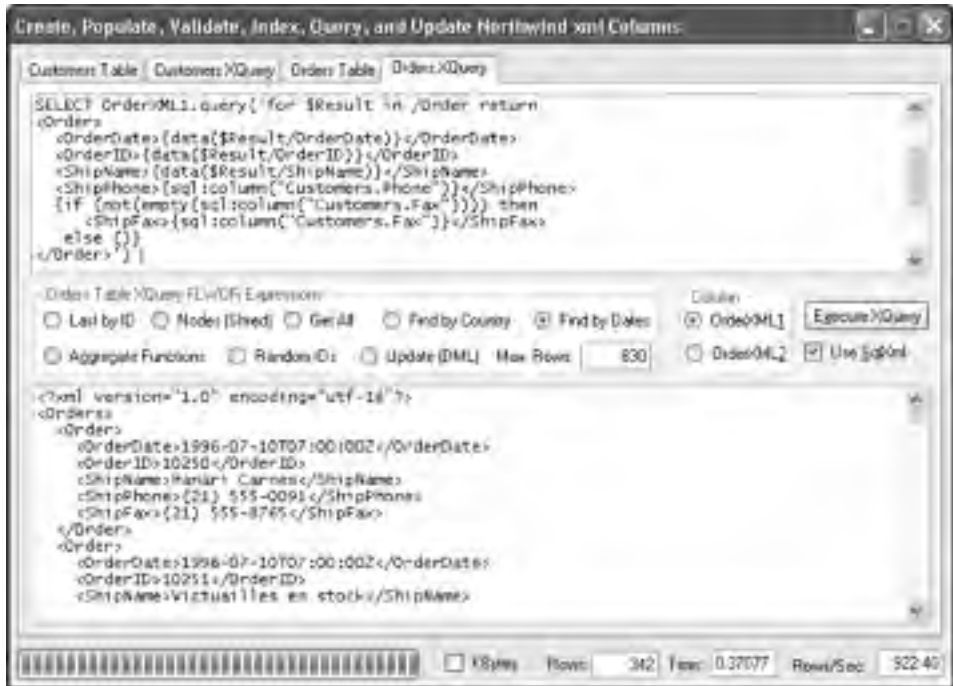 Create, Populate, Validate, Index, Query, and Update Northwind xml Columns
Customers Table Customers XQuery Orders Table Orders XQuery
SELECT OrderXML1.query('for $Result in /Order return
<Order>
<OrderDate>{data($Result/OrderDate)}</OrderDate>
<OrderID>{data($Result/OrderID)}</OrderID>
<ShipName>{data($Result/ShipName)}</ShipName>
<ShipPhone>{sql:column("Customers.Phone")}</ShipPhone>
{if (not(empty(sql:column("Customers.Fax")))) then
<ShipFax>{sql:column("Customers.Fax")}</ShipFax>
else ()}
</Order>')
Orders Table XQuery FLWOR Expressions
Column
Last by ID Nodes (Shred) Get All Find by Country Find by Dates OrderXML1 Execute XQuery
Aggregate Functions Random IDs Update (DML) Max Rows: 830 OrderXML2 Use SqlXml
<?xml version="1.0" encoding="utf-16"?>
<Orders>
<Order>
<OrderDate>1996-07-10T07:00:00Z</OrderDate>
<OrderID>10250</OrderID>
<ShipName>Hanari Carnes</ShipName>
<ShipPhone>(21) 555-0091</ShipPhone>
<ShipFax>(21) 555-8765</ShipFax>
</Order>
<Order>
<OrderDate>1996-07-10T07:00:00Z</OrderDate>
<OrderID>10251</OrderID>
<ShipName>Victuailles en stock</ShipName>
KBytes Rows: 342 Time: 0.37077 Rows/Sec: 922.40